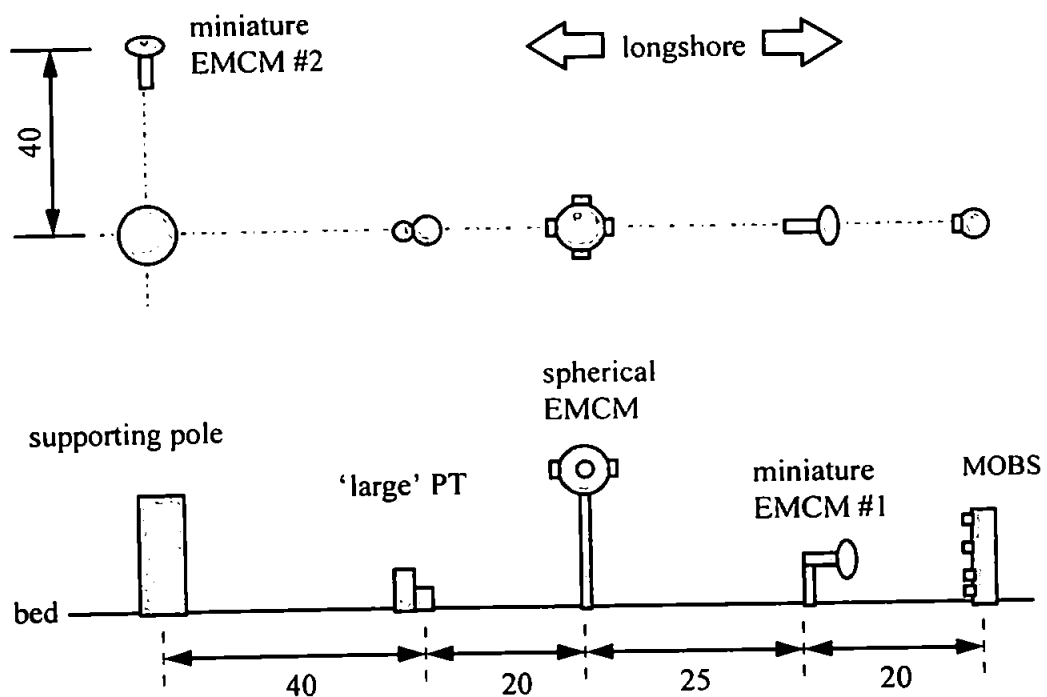 miniature
EMCM #2
longshore
40
spherical
EMCM
supporting pole
'large' PT
miniature
EMCM #1
MOBS
bed
40
20
25
20